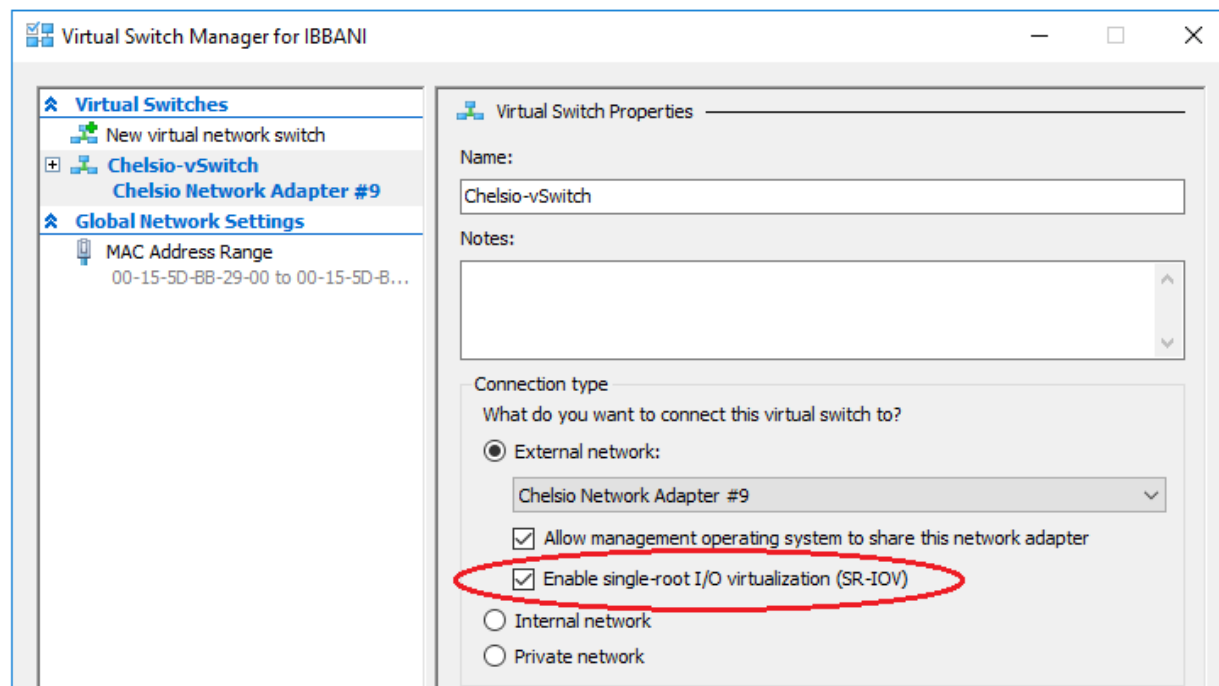 Virtual Switch Manager for IBBANI
Virtual Switches
New virtual network switch
Chelsio-vSwitch
Chelsio Network Adapter #9
Global Network Settings
MAC Address Range
00-15-5D-BB-29-00 to 00-15-5D-B...
Virtual Switch Properties
Name:
Chelsio-vSwitch
Notes:
Connection type
What do you want to connect this virtual switch to?
External network:
Chelsio Network Adapter #9
Allow management operating system to share this network adapter
Enable single-root I/O virtualization (SR-IOV)
Internal network
Private network